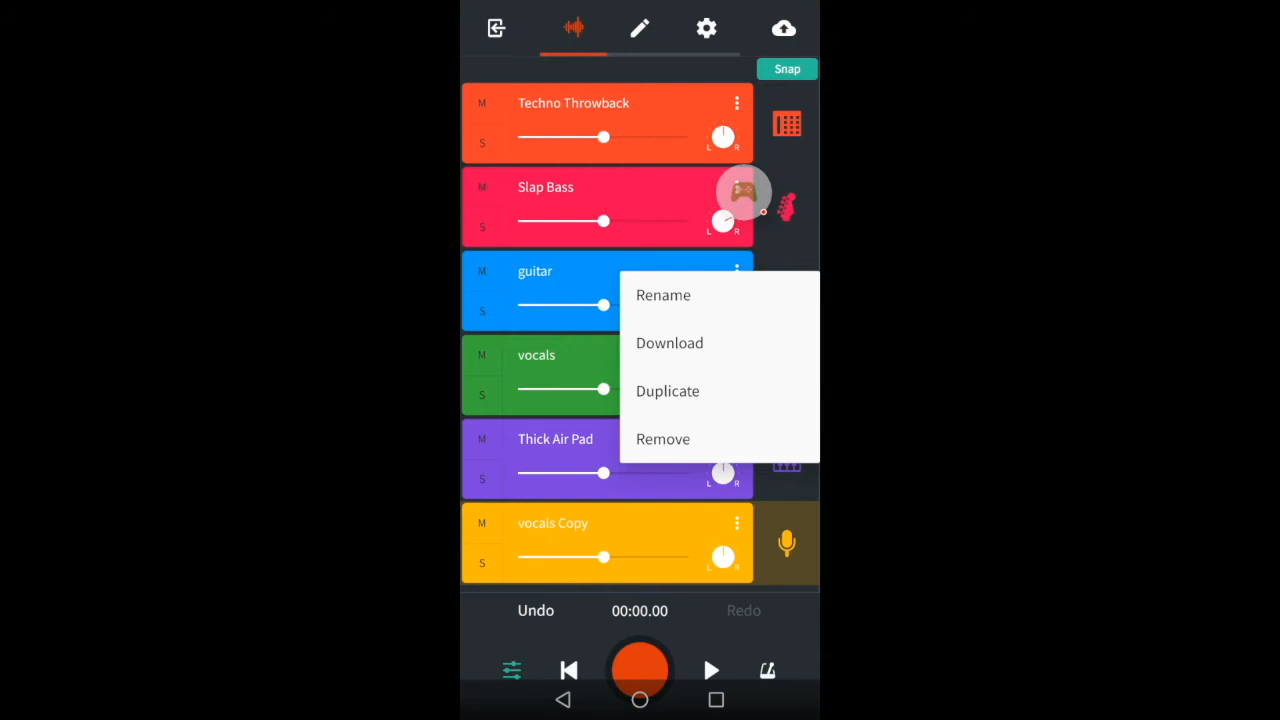 Snap
M
Techno Throwback
S
L R
M
Slap Bass
S
L R
M
guitar
S
Rename
Download
Duplicate
Remove
M
vocals
S
M
Thick Air Pad
S
L R
M
vocals Copy
S
L R
Undo 00:00.00 Redo